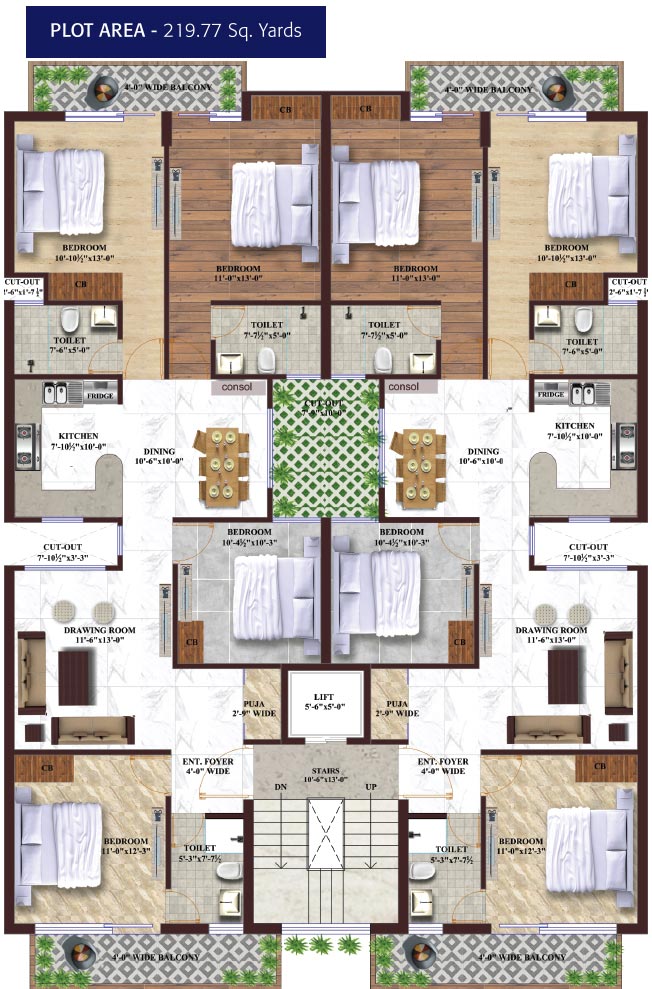 PLOT AREA - 219.77 Sq. Yards
4'-0" WIDE BALCONY
4'-0" WIDE BALCONY
CB
CB
BEDROOM
10'-10½"x13'-0"
BEDROOM
11'-0"x13'-0"
BEDROOM
11'-0"x13'-0"
BEDROOM
10'-10½"x13'-0"
CB
CB
CUT-OUT
2'-6"x1'-7½"
CUT-OUT
2'-6"x1'-7½"
TOILET
7'-6"x5'-0"
TOILET
7'-7½"x5'-0"
TOILET
7'-7½"x5'-0"
TOILET
7'-6"x5'-0"
consol
consol
FRIDGE
FRIDGE
CUT-OUT
7'-9"x10'-0"
KITCHEN
7'-10½"x10'-0"
DINING
10'-6"x10'-0"
DINING
10'-6"x10'-0
KITCHEN
7'-10½"x10'-0"
BEDROOM
10'-4½"x10'-3"
BEDROOM
10'-4½"x10'-3"
CUT-OUT
7'-10½"x3'-3"
CUT-OUT
7'-10½"x3'-3"
DRAWING ROOM
11'-6"x13'-0"
DRAWING ROOM
11'-6"x13'-0"
CB
CB
PUJA
2'-9" WIDE
LIFT
5'-6"x5'-0"
PUJA
2'-9" WIDE
ENT. FOYER
4'-0" WIDE
STAIRS
10'-6"x13'-0"
ENT. FOYER
4'-0" WIDE
CB
CB
DN
UP
BEDROOM
11'-0"x12'-3"
TOILET
5'-3"x7'-7½
TOILET
5'-3"x7'-7½
BEDROOM
11'-0"x12'-3"
4'-0" WIDE BALCONY
4'-0" WIDE BALCONY